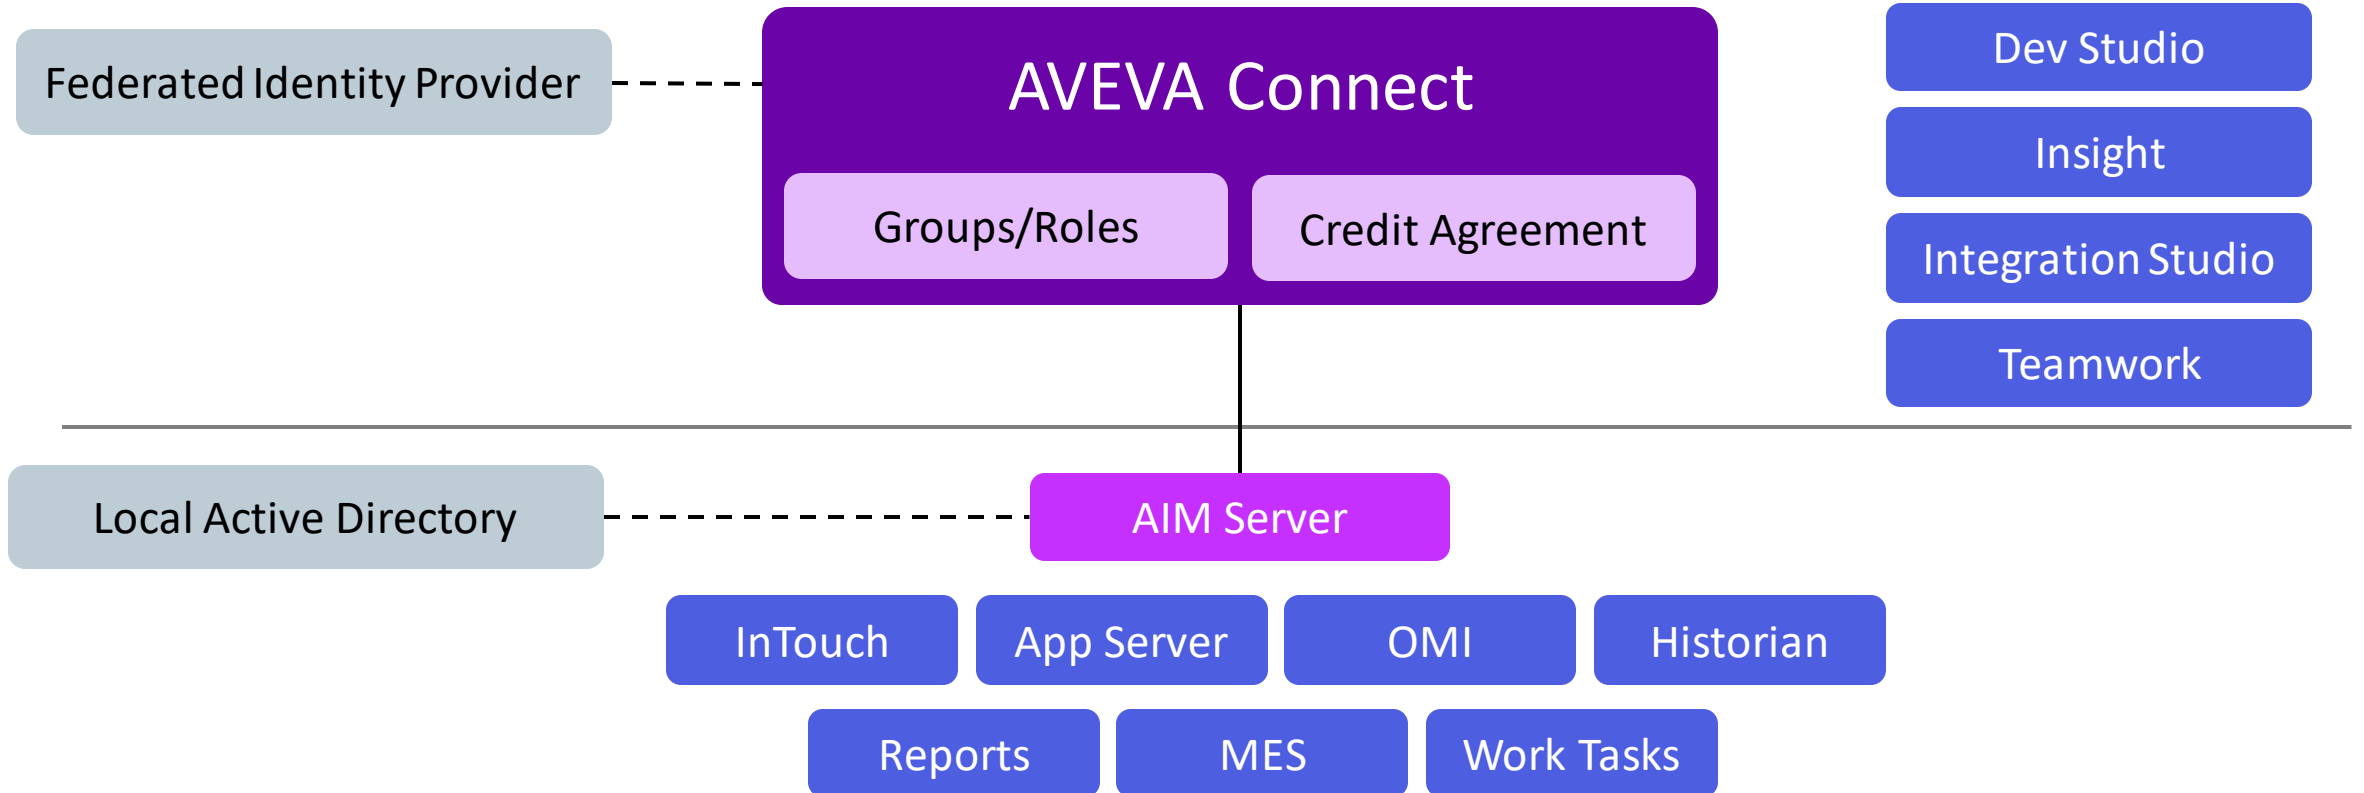 Federated Identity Provider
AVEVA Connect
Groups/Roles
Credit Agreement
Dev Studio
Insight
Integration Studio
Teamwork
Local Active Directory
AIM Server
InTouch
App Server
OMI
Historian
Reports
MES
Work Tasks